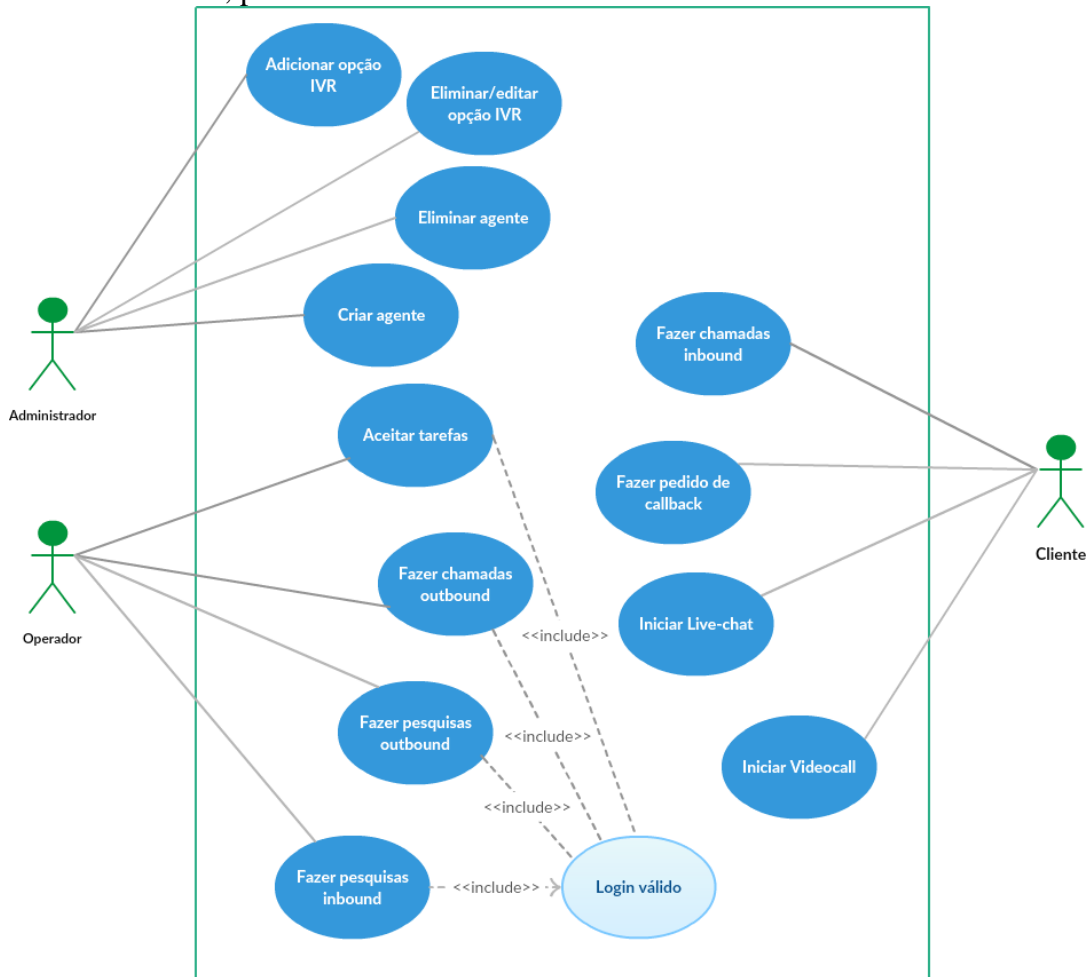 Adicionar opção
IVR
Eliminar/editar
opção IVR
Eliminar agente
Criar agente
Fazer chamadas
inbound
Administrador
Aceitar tarefas
Fazer pedido de
callback
Cliente
Fazer chamadas
outbound
Operador
<<include>>
Iniciar Live-chat
Fazer pesquisas
outbound
<<include>>
Iniciar Videocall
<<include>>
Fazer pesquisas
inbound
<<include>>
Login válido